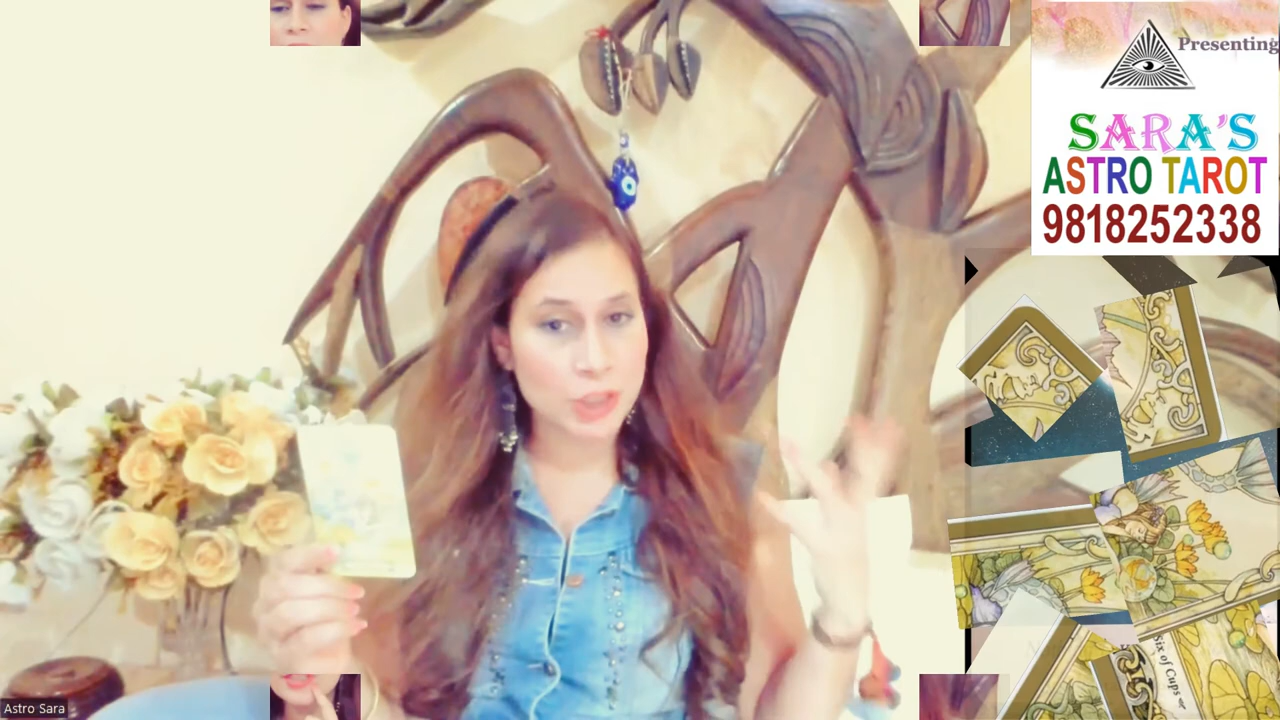 Presenting
SARA'S
ASTRO TAROT
9818252338
Six of Cups
Astro Sara